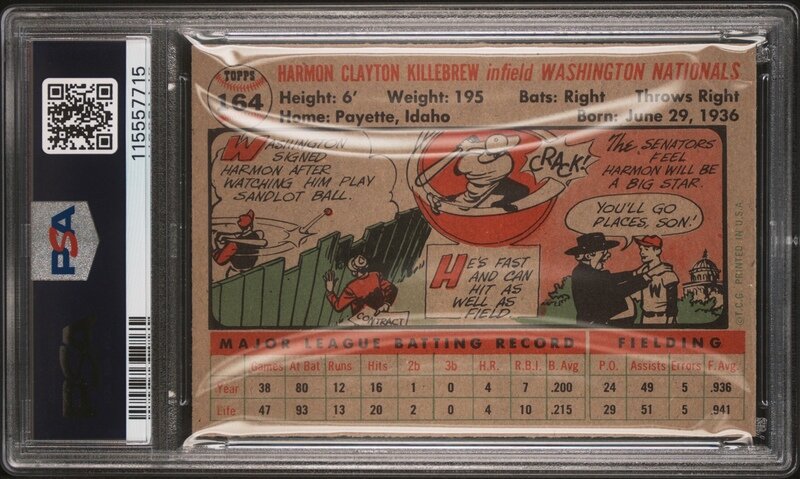 115557715
PSA
PSA
TOPPS
164
HARMON CLAYTON KILLEBREW infield WASHINGTON NATIONALS
Height: 6' Weight: 195 Bats: Right Throws Right
Home: Payette, Idaho Born: June 29, 1936
WASHINGTON
SIGNED
HARMON AFTER
WATCHING HIM PLAY
SANDLOT BALL.
CONTRACT
CRACK!
HE'S FAST
AND CAN
HIT AS
WELL AS
FIELD.
THE SENATORS
FEEL
HARMON WILL BE
A BIG STAR.
YOU'LL GO
PLACES, SON!
W
© T.C.G. PRINTED IN U.S.A.
MAJOR LEAGUE BATTING RECORD FIELDING
Games At Bat Runs Hits 2b 3b H.R. R.B.I. B. Avg P.O. Assists Errors F. Avg.
Year 38 80 12 16 1 0 4 7 .200 24 49 5 .936
Life 47 93 13 20 2 0 4 10 .215 29 51 5 .941